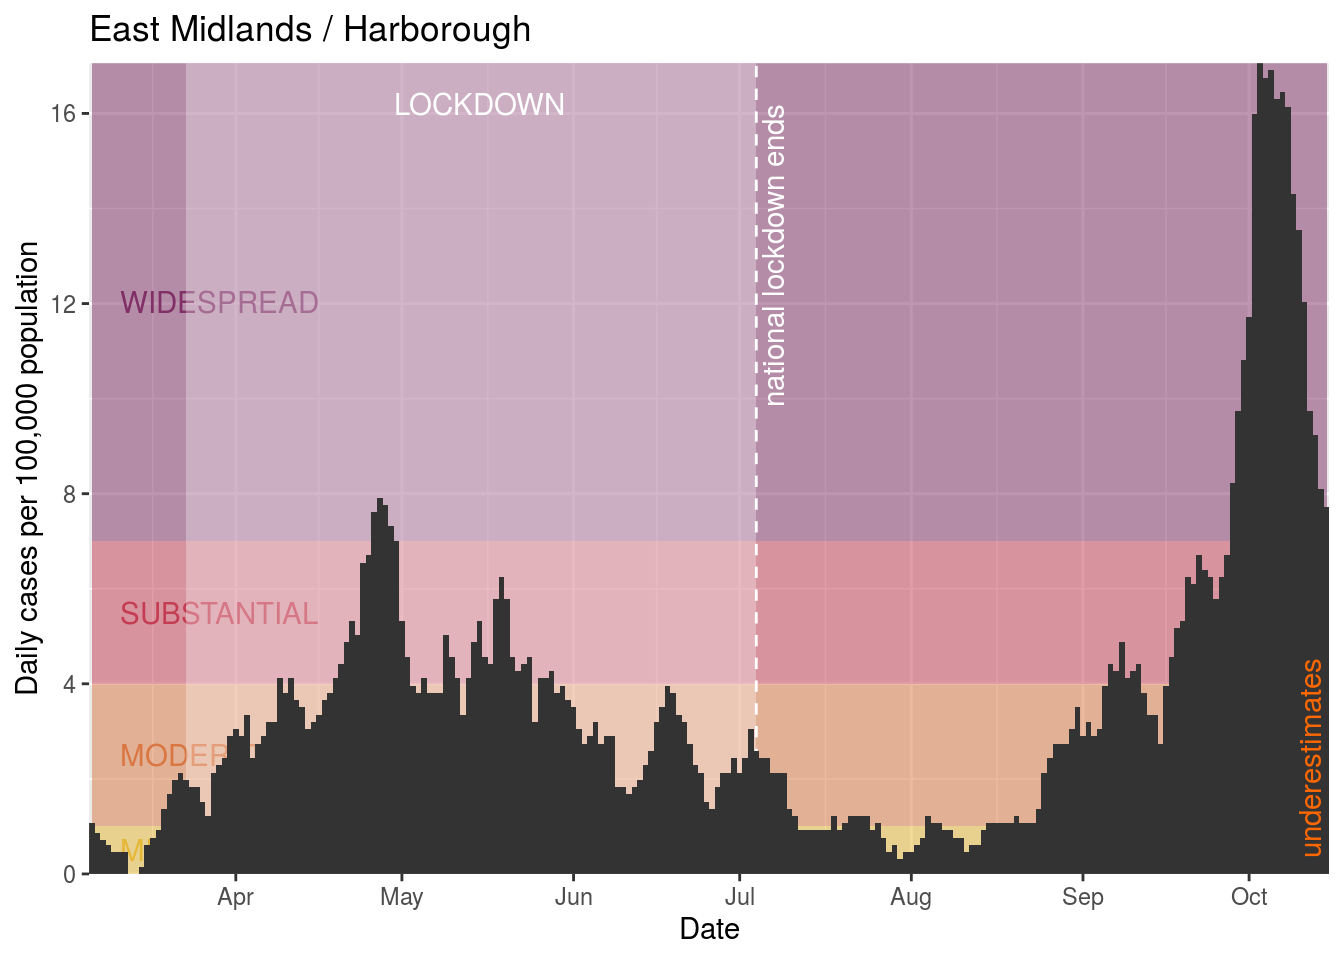 East Midlands / Harborough
Daily cases per 100,000 population
16
12
8
4
0
LOCKDOWN
national lockdown ends
WIDESPREAD
SUBSTANTIAL
MODER
M
underestimates
Apr
May
Jun
Jul
Aug
Sep
Oct
Date